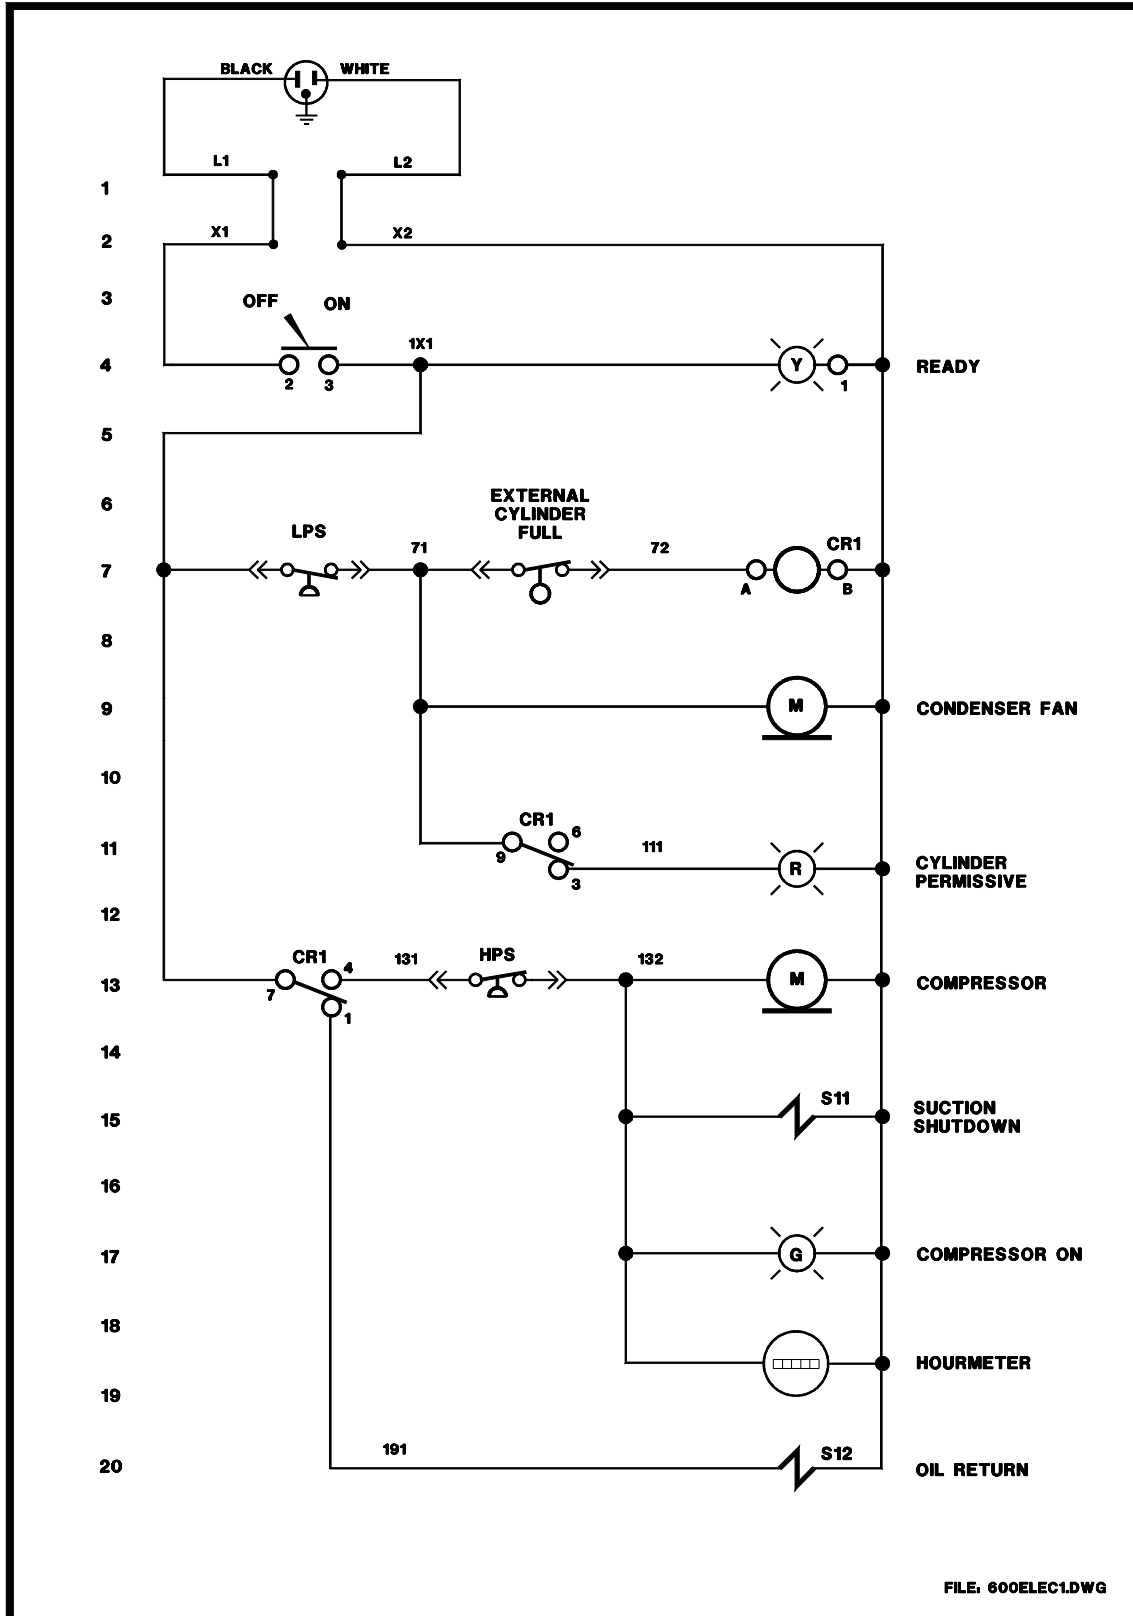 BLACK WHITE
L1 L2
1
X1 X2
2
3
OFF ON
1X1
4 2 3 Y 1 READY
5
6
EXTERNAL
CYLINDER
FULL
LPS
71 72 CR1
7 A B
8
9 M CONDENSER FAN
10
CR1 6
11 9 111 R CYLINDER
PERMISSIVE
3
12
CR1 4 131 HPS 132
13 7 M COMPRESSOR
1
14
S11
15 SUCTION
SHUTDOWN
16
17 G COMPRESSOR ON
18
HOURMETER
19
191 S12
20 OIL RETURN
FILE: 600ELEC1.DWG